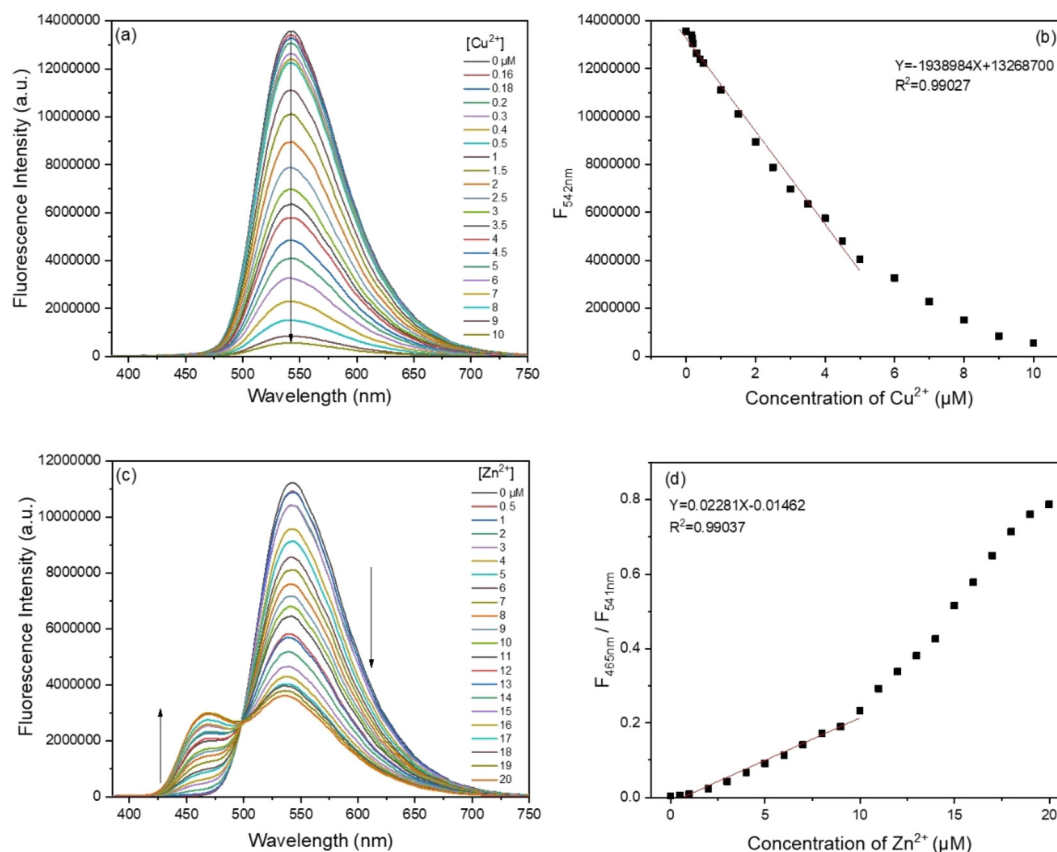 (a)
[Cu²⁺]
0 µM
0.16
0.18
0.2
0.3
0.4
0.5
1
1.5
2
2.5
3
3.5
4
4.5
5
6
7
8
9
10
14000000
12000000
10000000
8000000
6000000
4000000
2000000
0
Fluorescence Intensity (a.u.)
400 450 500 550 600 650 700 750
Wavelength (nm)
(b)
Y=-1938984X+13268700
R²=0.99027
14000000
12000000
10000000
8000000
6000000
4000000
2000000
0
F542nm
0 2 4 6 8 10
Concentration of Cu²⁺ (µM)
(c)
[Zn²⁺]
0 µM
0.5
1
2
3
4
5
6
7
8
9
10
11
12
13
14
15
16
17
18
19
20
12000000
10000000
8000000
6000000
4000000
2000000
0
Fluorescence Intensity (a.u.)
400 450 500 550 600 650 700 750
Wavelength (nm)
(d)
Y=0.02281X-0.01462
R²=0.99037
0.8
0.6
0.4
0.2
0.0
F465nm / F541nm
0 5 10 15 20
Concentration of Zn²⁺ (µM)